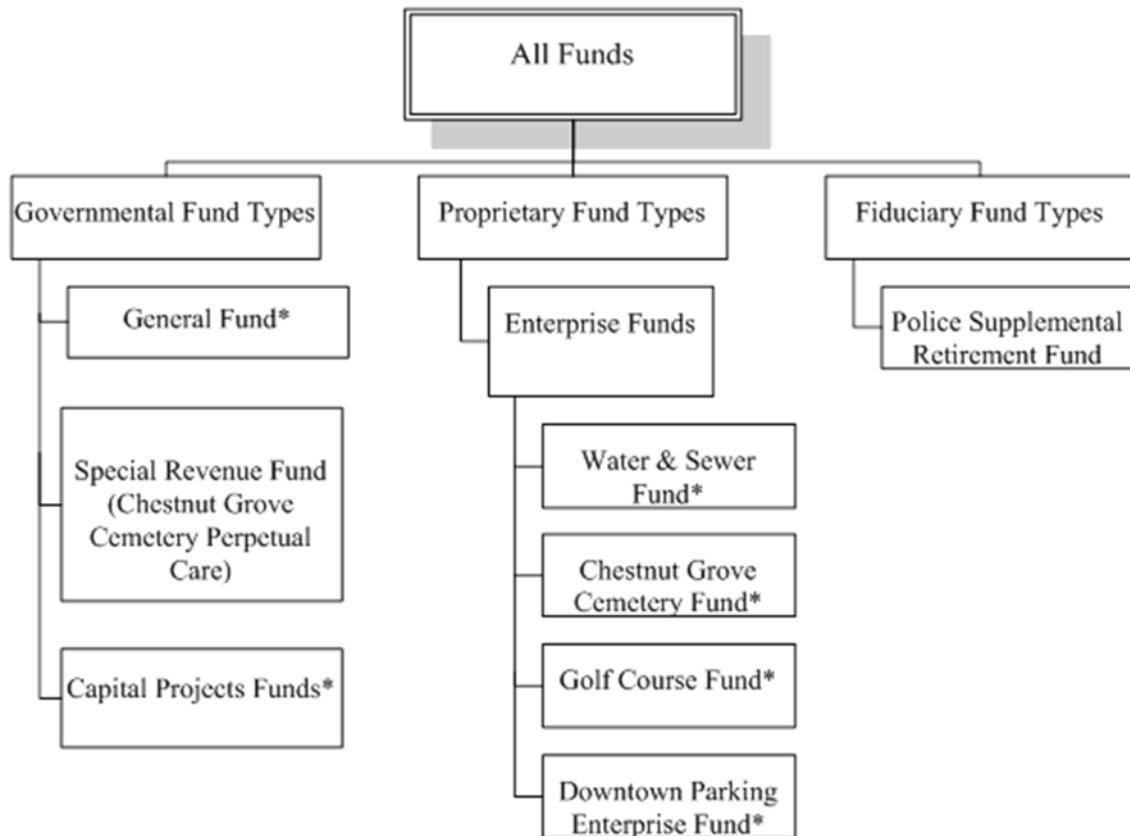 All Funds
Governmental Fund Types
General Fund*
Special Revenue Fund
(Chestnut Grove
Cemetery Perpetual
Care)
Capital Projects Funds*
Proprietary Fund Types
Enterprise Funds
Water & Sewer
Fund*
Chestnut Grove
Cemetery Fund*
Golf Course Fund*
Downtown Parking
Enterprise Fund*
Fiduciary Fund Types
Police Supplemental
Retirement Fund